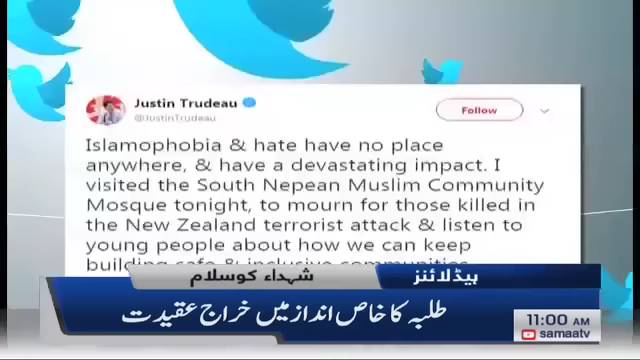 Justin Trudeau
@JustinTrudeau
Follow
Islamophobia & hate have no place
anywhere, & have a devastating impact. I
visited the South Nepean Muslim Community
Mosque tonight, to mourn for those killed in
the New Zealand terrorist attack & listen to
young people about how we can keep
building safe & inclusive communities
ہیڈلائنز
شہداء کو سلام
طلبہ کا خاص انداز میں خراج عقیدت
11:00 AM
samaatv